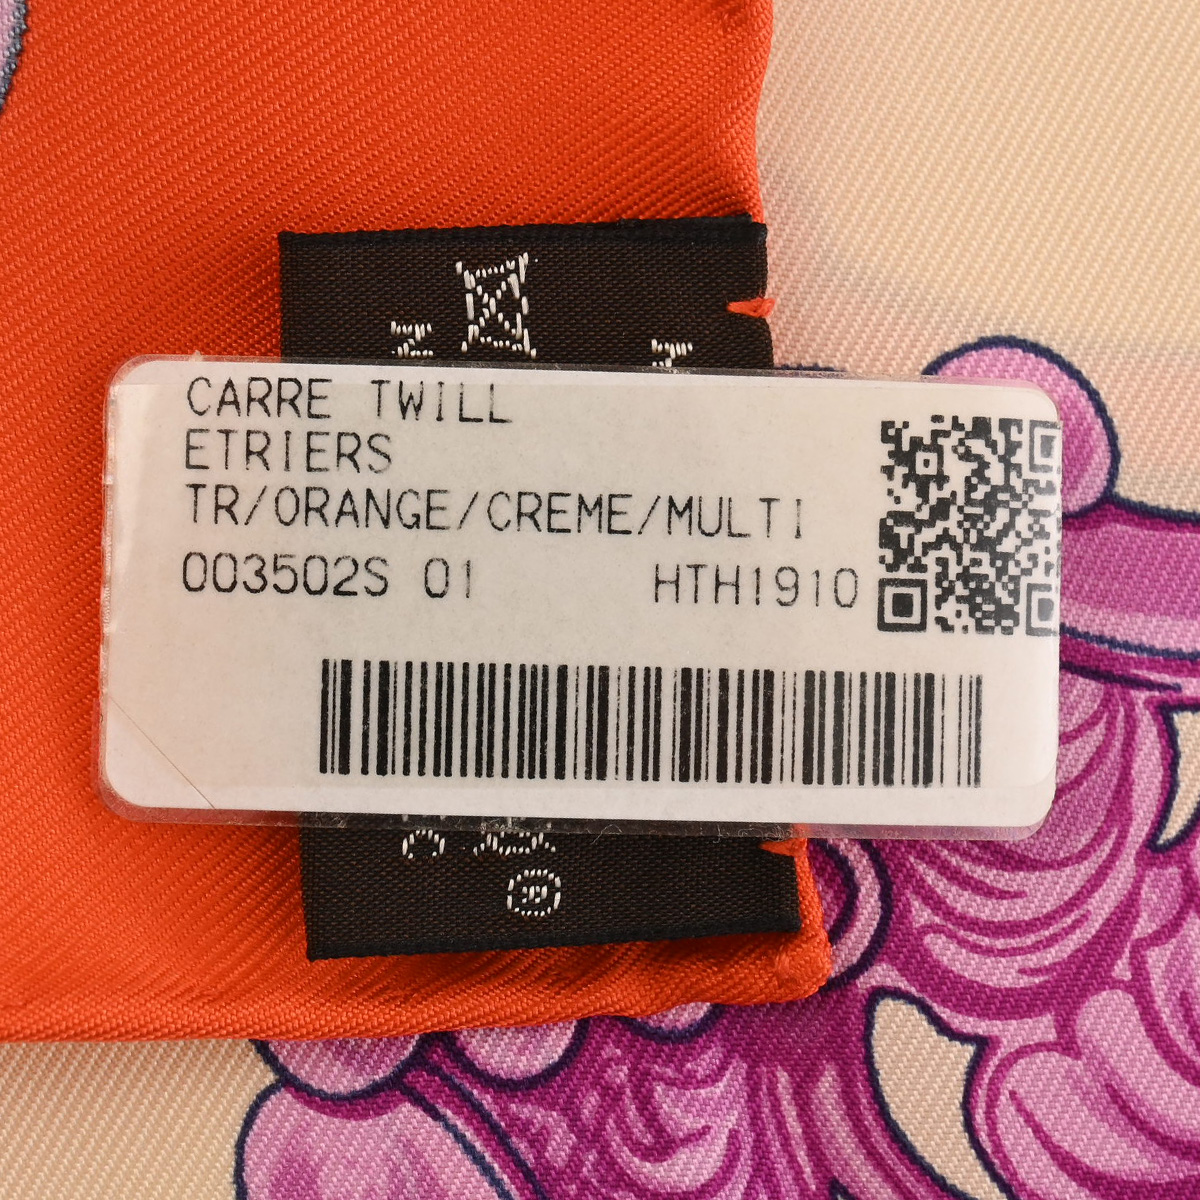 CARRE TWILL
ETRIERS
TR/ORANGE/CREME/MULTI
003502S 01 HTH1910